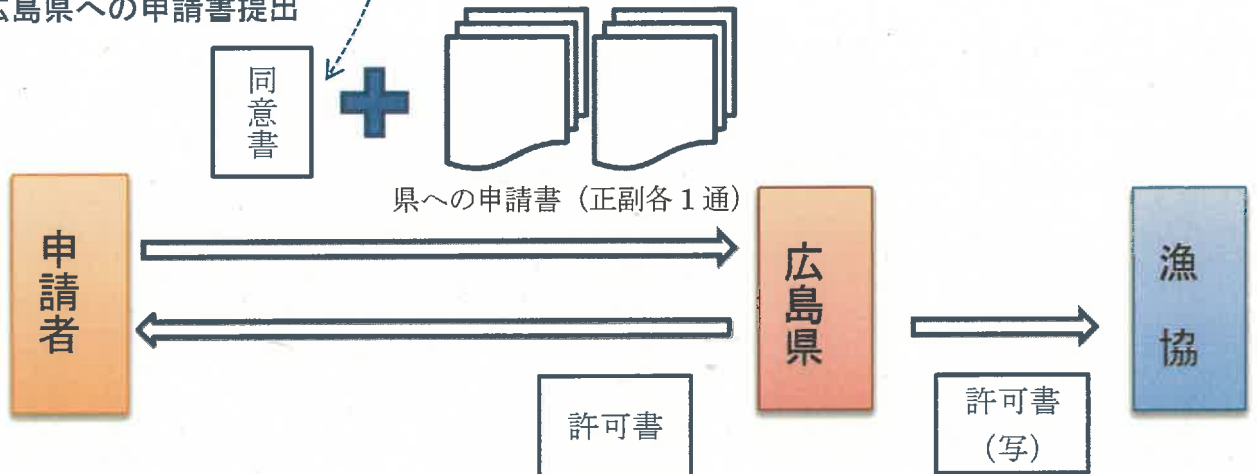 広島県への申請書提出
同意書
県への申請書（正副各１通）
申請者
広島県
漁協
許可書
許可書
（写）